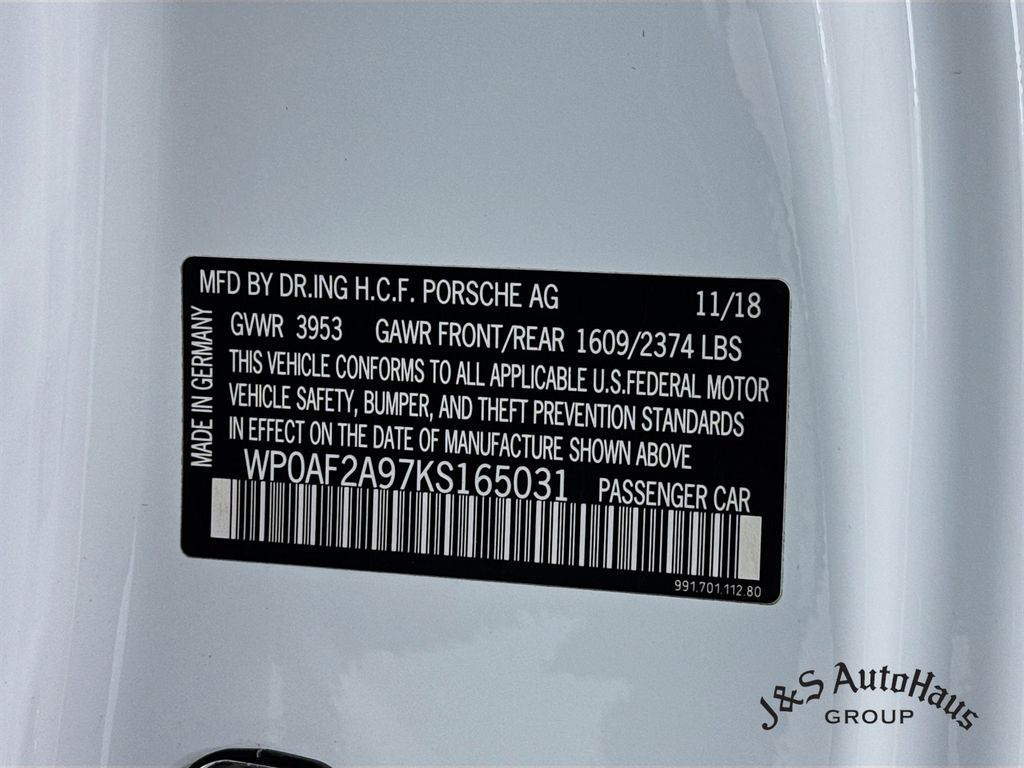 MFD BY DR.ING H.C.F. PORSCHE AG 11/18
MADE IN GERMANY
GVWR 3953 GAWR FRONT/REAR 1609/2374 LBS
THIS VEHICLE CONFORMS TO ALL APPLICABLE U.S.FEDERAL MOTOR
VEHICLE SAFETY, BUMPER, AND THEFT PREVENTION STANDARDS
IN EFFECT ON THE DATE OF MANUFACTURE SHOWN ABOVE
WP0AF2A97KS165031 PASSENGER CAR
991.701.112.80
J&S AutoHaus
GROUP